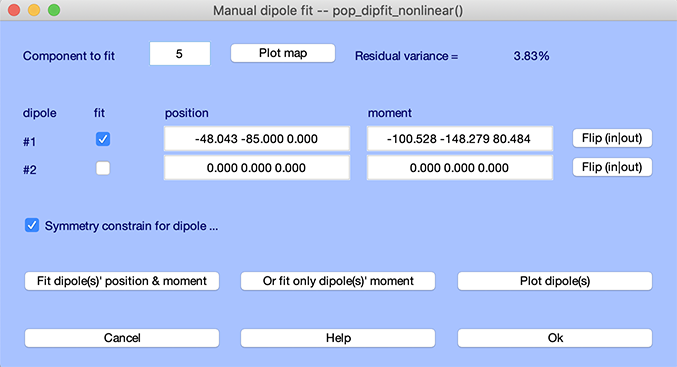 Manual dipole fit -- pop_dipfit_nonlinear()
Component to fit 5 Plot map Residual variance = 3.83%
dipole fit position moment
#1 -48.043 -85.000 0.000 -100.528 -148.279 80.484 Flip (in|out)
#2 0.000 0.000 0.000 0.000 0.000 0.000 Flip (in|out)
Symmetry constrain for dipole ...
Fit dipole(s)' position & moment Or fit only dipole(s)' moment Plot dipole(s)
Cancel Help Ok